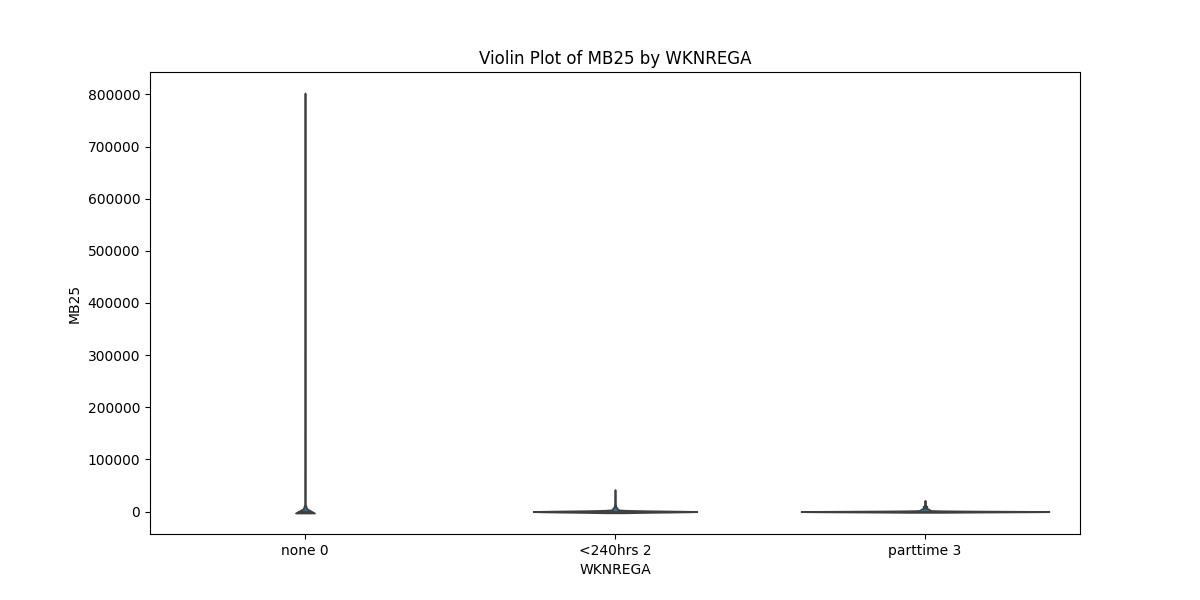 Violin Plot of MB25 by WKNREGA
800000
700000
600000
500000
400000
300000
200000
100000
0
MB25
none 0
<240hrs 2
parttime 3
WKNREGA